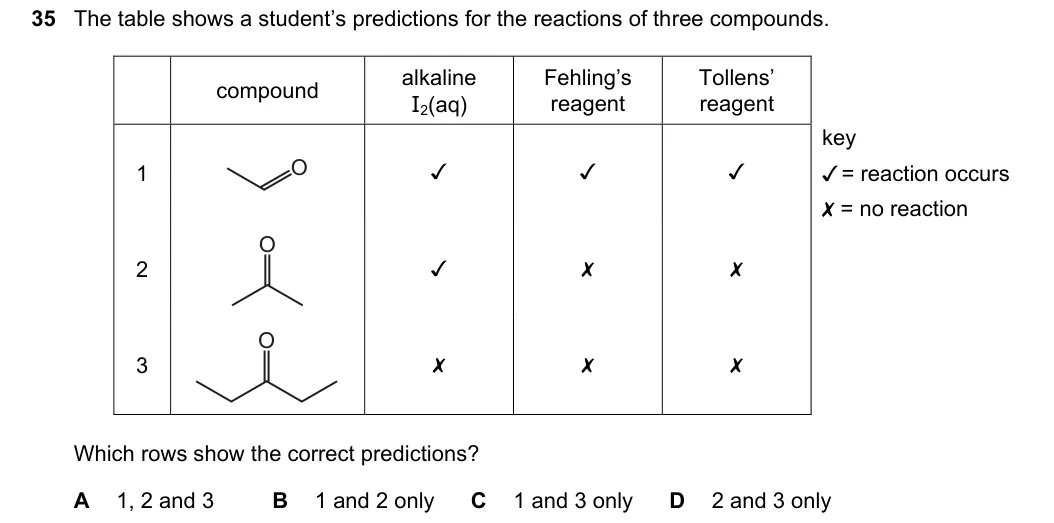 35 The table shows a student's predictions for the reactions of three compounds.
compound
alkaline I₂(aq)
Fehling's reagent
Tollens' reagent
1 O ✓ ✓ ✓
2 O ✓ ✗ ✗
3 O ✗ ✗ ✗
key
✓ = reaction occurs
✗ = no reaction
Which rows show the correct predictions?
A 1, 2 and 3 B 1 and 2 only C 1 and 3 only D 2 and 3 only